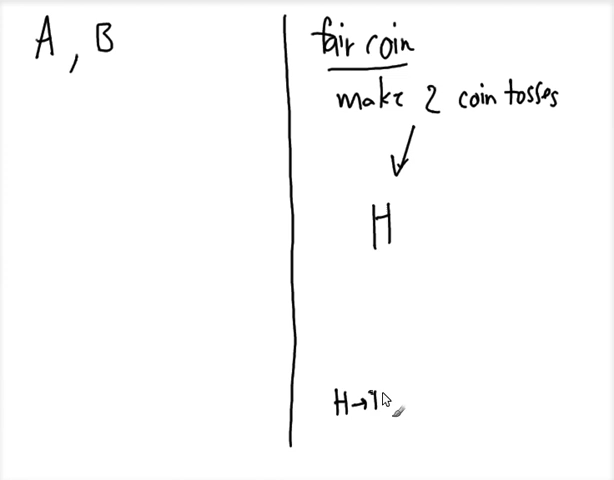 A, B
fair coin
make 2 coin tosses
H
H→